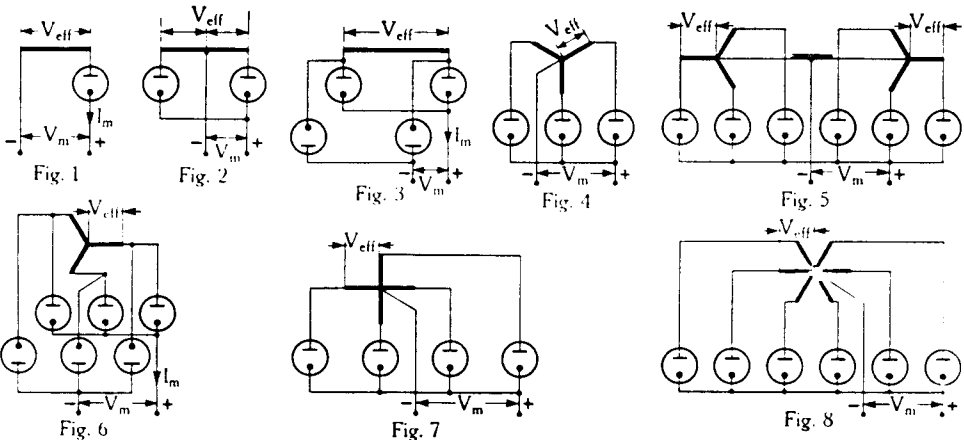 V_eff
- V_m +
I_m
Fig. 1
V_eff V_eff
- V_m +
Fig. 2
V_eff
I_m
- V_m +
Fig. 3
V_eff
- V_m +
Fig. 4
V_eff V_eff
- V_m +
Fig. 5
V_eff
I_m
- V_m +
Fig. 6
V_eff
- V_m +
Fig. 7
V_eff
- V_m +
Fig. 8